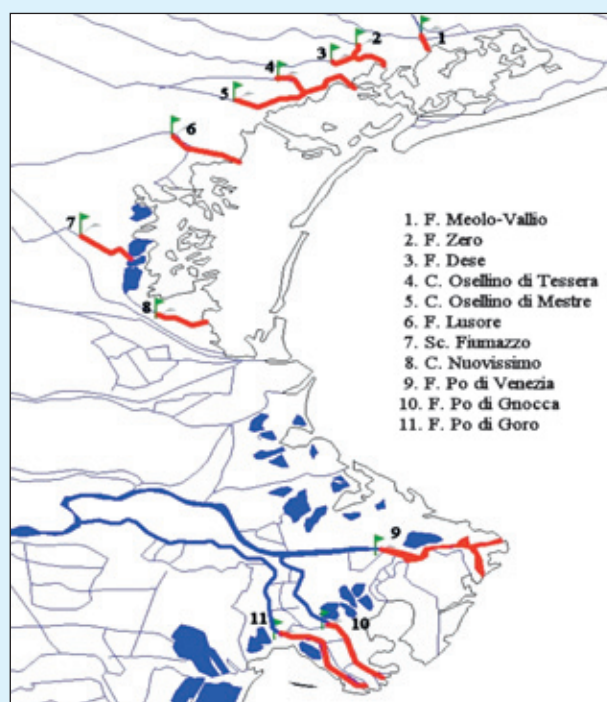 1
2
3
4
5
6
7
8
1. F. Meolo-Vallio
2. F. Zero
3. F. Dese
4. C. Osellino di Tessera
5. C. Osellino di Mestre
6. F. Lusore
7. Sc. Fiumazzo
8. C. Nuovissimo
9. F. Po di Venezia
10. F. Po di Gnocca
11. F. Po di Goro
9
10
11